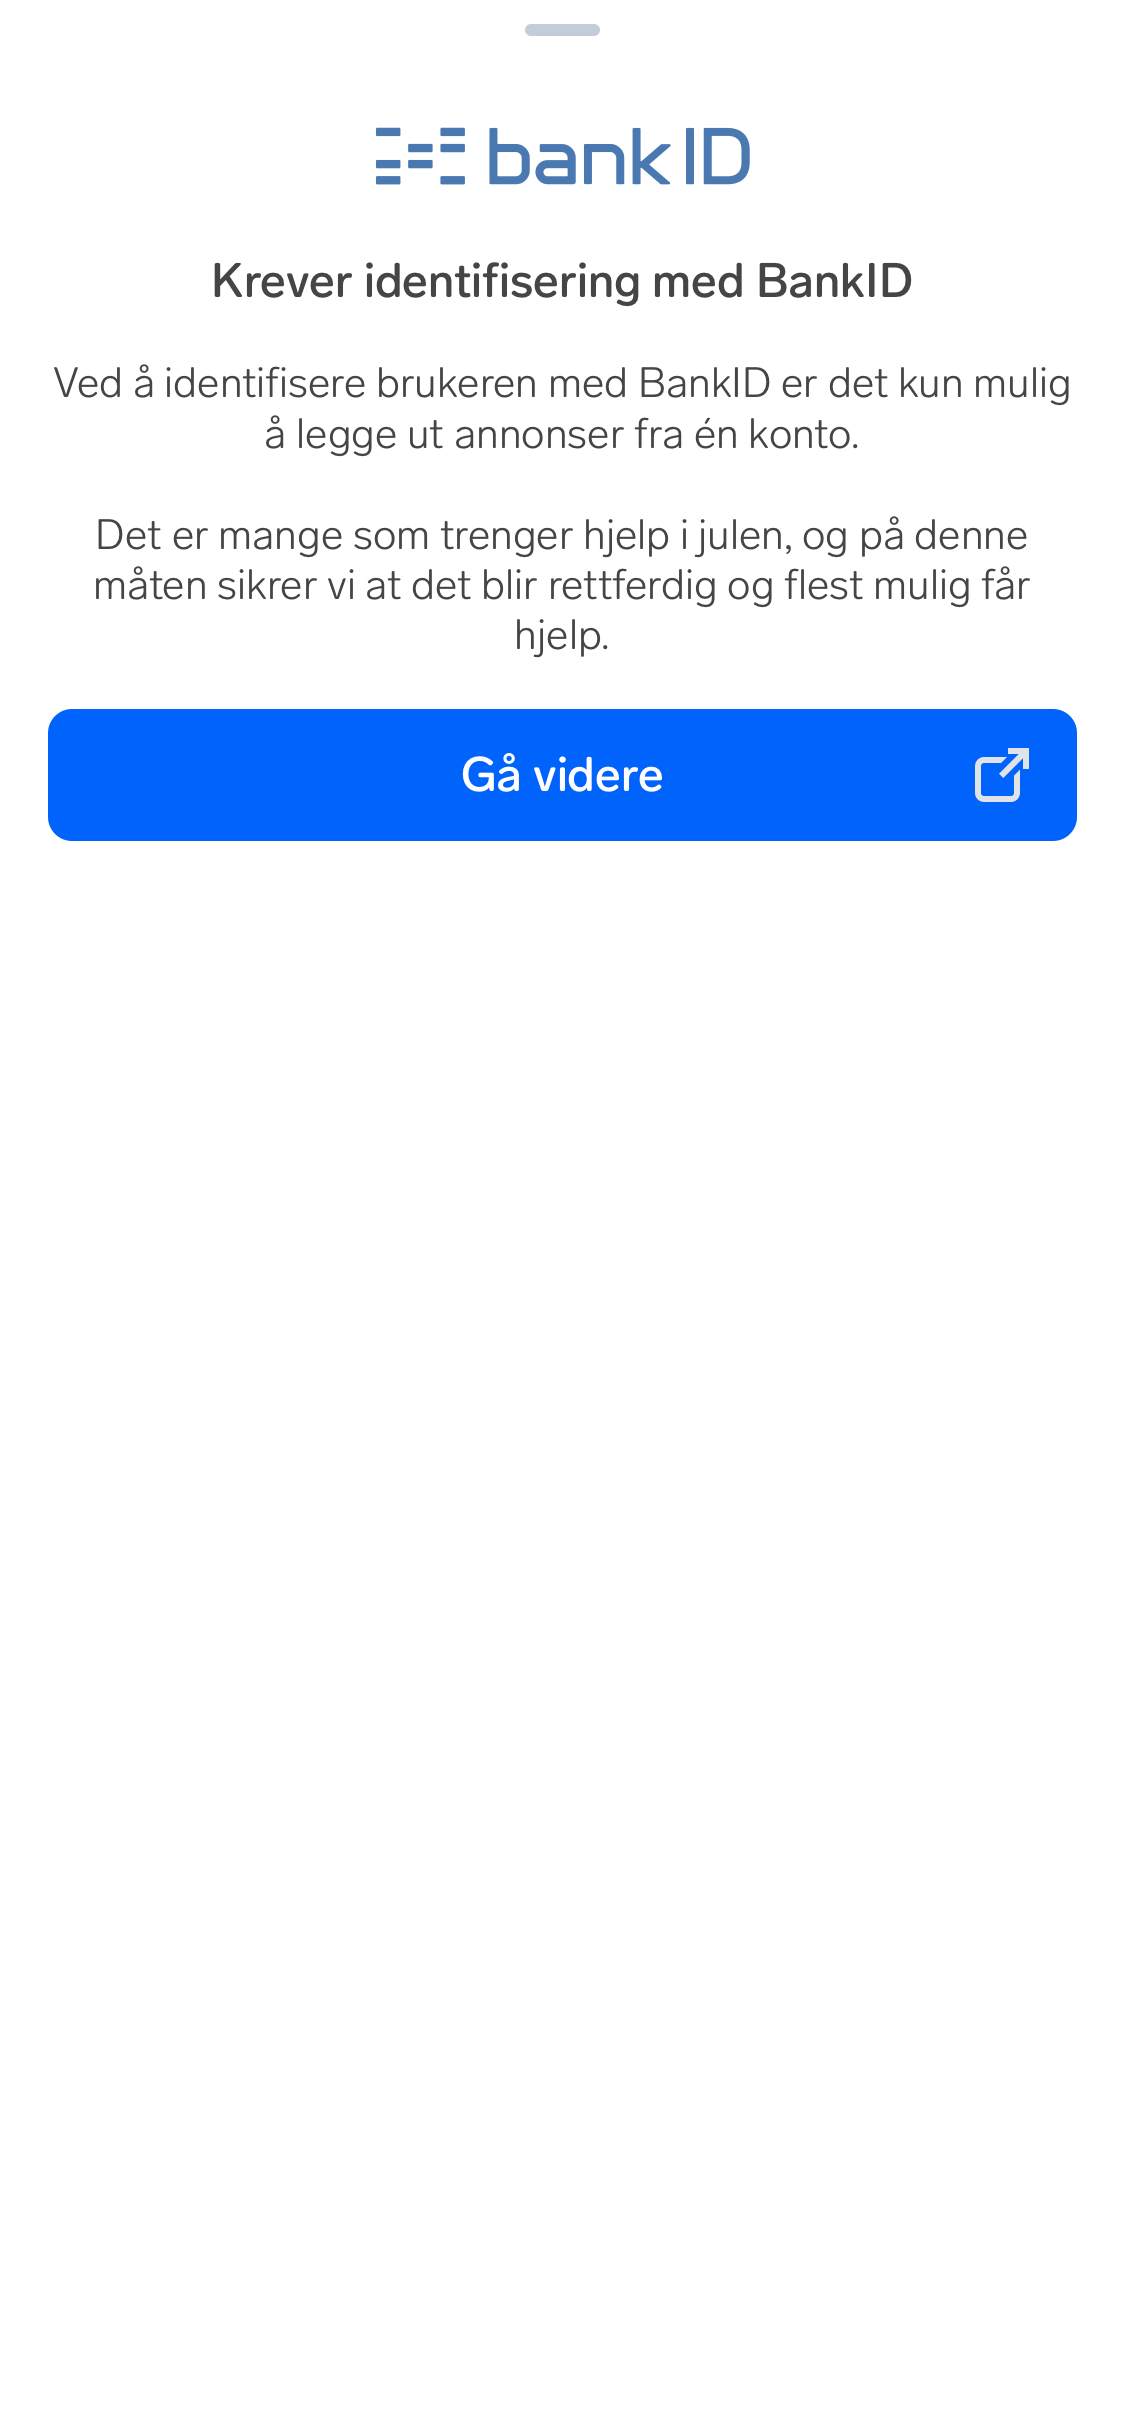 bankID
Krever identifisering med BankID
Ved å identifisere brukeren med BankID er det kun mulig
å legge ut annonser fra én konto.
Det er mange som trenger hjelp i julen, og på denne
måten sikrer vi at det blir rettferdig og flest mulig får
hjelp.
Gå videre